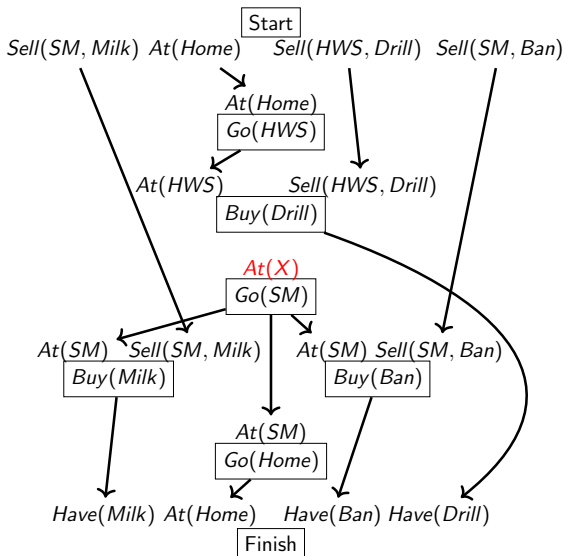 Start
Sell(SM, Milk) At(Home) Sell(HWS, Drill) Sell(SM, Ban)
At(Home)
Go(HWS)
At(HWS) Sell(HWS, Drill)
Buy(Drill)
At(X)
Go(SM)
At(SM) Sell(SM, Milk) At(SM) Sell(SM, Ban)
Buy(Milk) Buy(Ban)
At(SM)
Go(Home)
Have(Milk) At(Home) Have(Ban) Have(Drill)
Finish